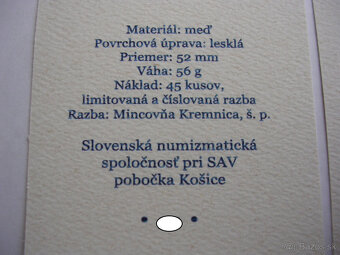 Materiál: meď
Povrchová úprava: lesklá
Priemer: 52 mm
Váha: 56 g
Náklad: 45 kusov,
limitovaná a číslovaná razba
Razba: Mincovňa Kremnica, š. p.
Slovenská numizmatická
spoločnosť pri SAV
pobočka Košice